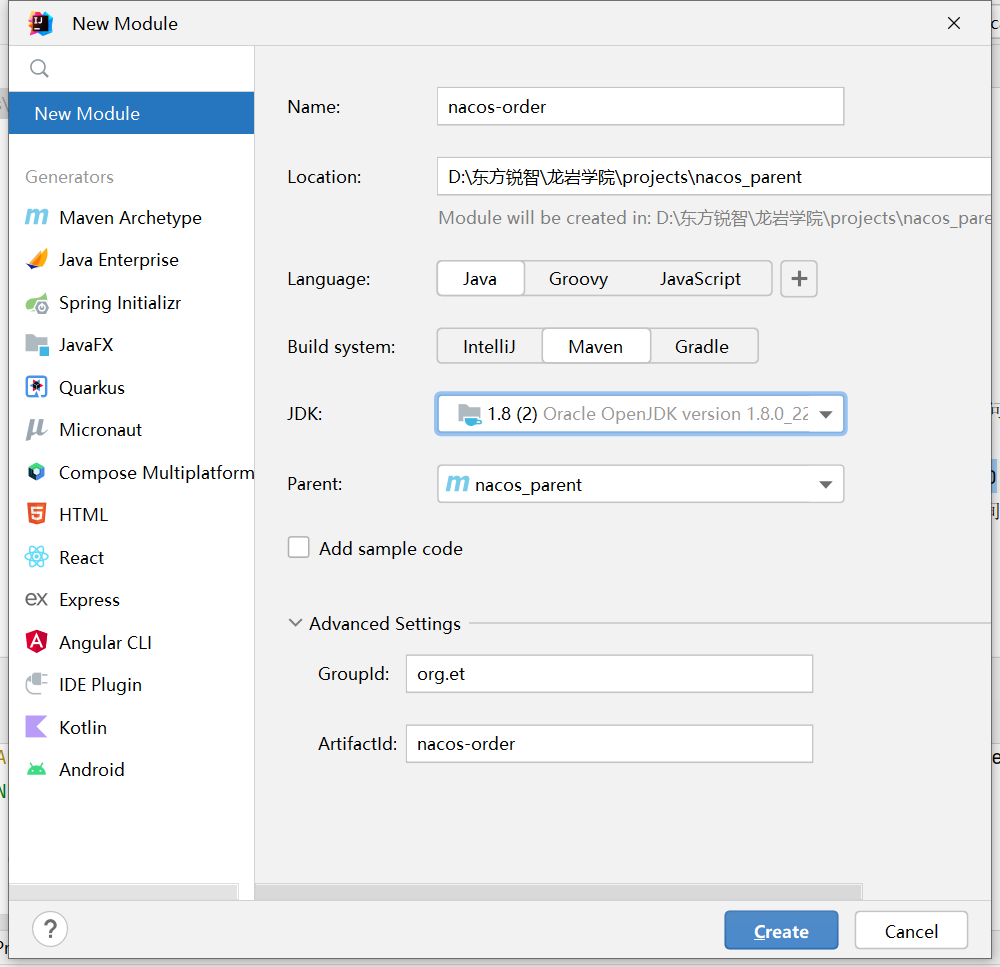 New Module
New Module
Generators
Maven Archetype
Java Enterprise
Spring Initializr
JavaFX
Quarkus
Micronaut
Compose Multiplatform
HTML
React
Express
Angular CLI
IDE Plugin
Kotlin
Android
Name: nacos-order
Location: D:\东方锐智\龙岩学院\projects\nacos_parent
Module will be created in: D:\东方锐智\龙岩学院\projects\nacos_pare
Language: Java Groovy JavaScript +
Build system: IntelliJ Maven Gradle
JDK: 1.8 (2) Oracle OpenJDK version 1.8.0_22
Parent: nacos_parent
Add sample code
Advanced Settings
GroupId: org.et
ArtifactId: nacos-order
? Create Cancel